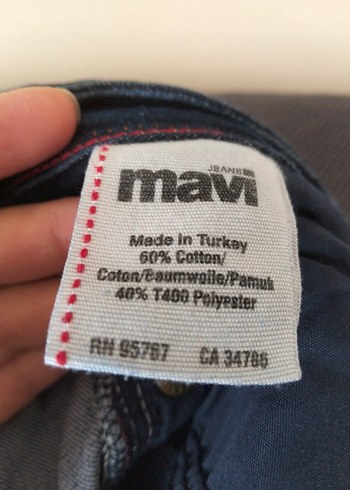 JEANS
mavi
Made in Turkey
60% Cotton/
Coton/Baumwolle/Pamuk
40% T400 Polyester
RN 95767 CA 34786